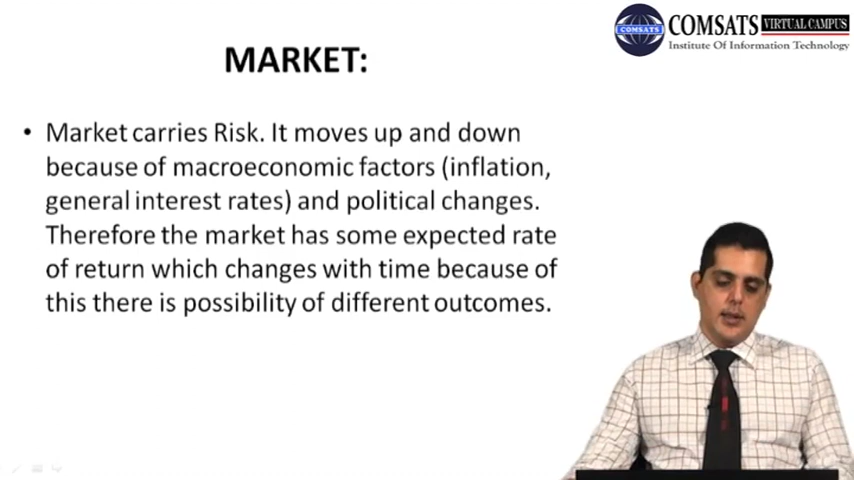 COMSATS VIRTUAL CAMPUS
COMSATS
Institute Of Information Technology
MARKET:
• Market carries Risk. It moves up and down
because of macroeconomic factors (inflation,
general interest rates) and political changes.
Therefore the market has some expected rate
of return which changes with time because of
this there is possibility of different outcomes.